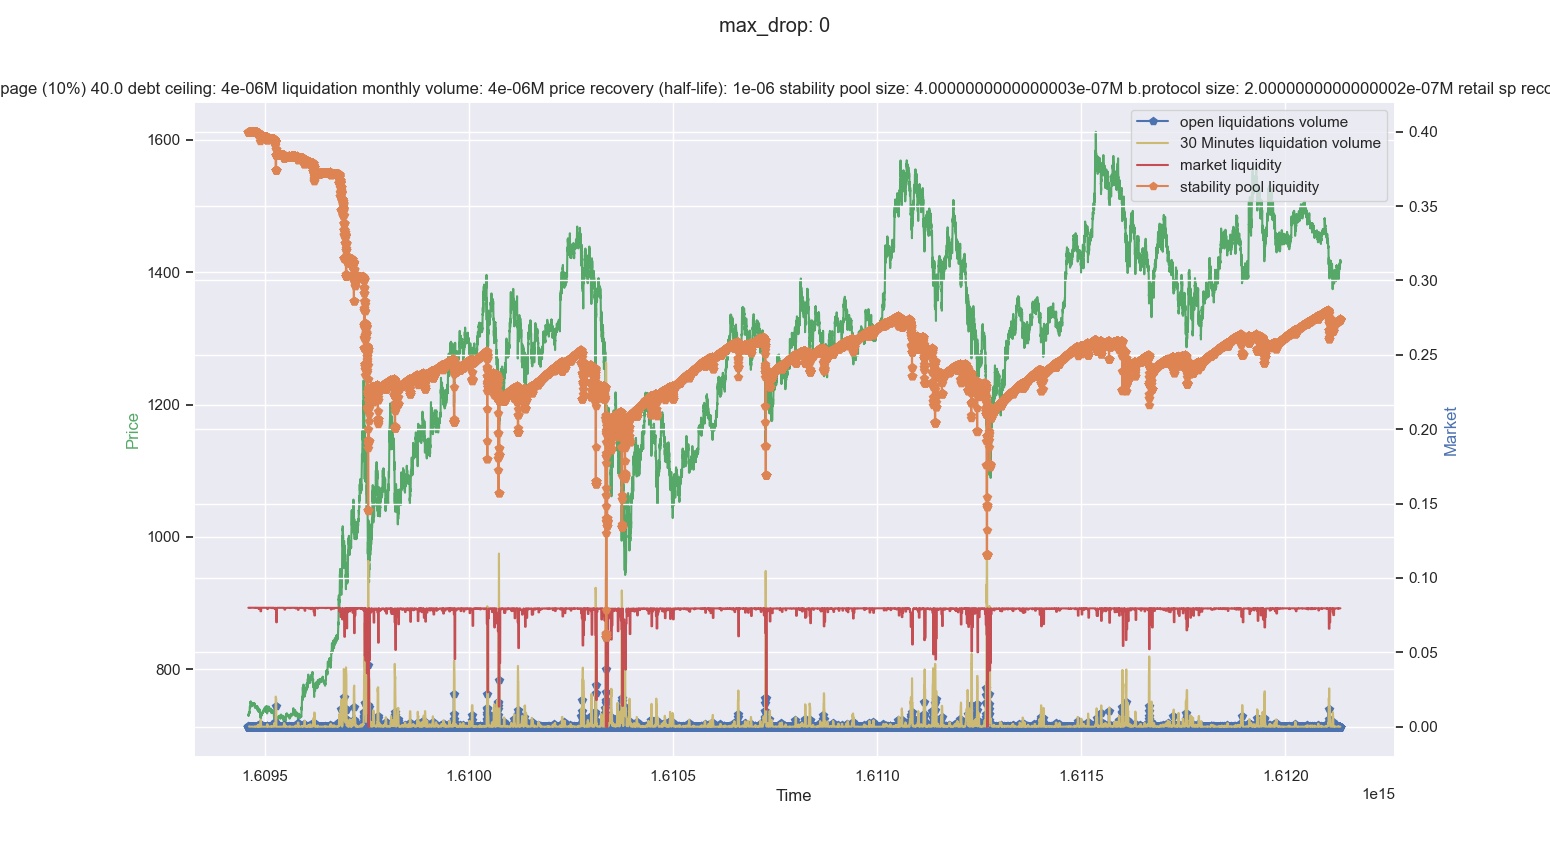 max_drop: 0
page (10%) 40.0 debt ceiling: 4e-06M liquidation monthly volume: 4e-06M price recovery (half-life): 1e-06 stability pool size: 4.0000000000000003e-07M b.protocol size: 2.0000000000000002e-07M retail sp reco
open liquidations volume
30 Minutes liquidation volume
market liquidity
stability pool liquidity
1600
1400
1200
1000
800
Price
0.40
0.35
0.30
0.25
0.20
0.15
0.10
0.05
0.00
Market
1.6095 1.6100 1.6105 1.6110 1.6115 1.6120
1e15
Time